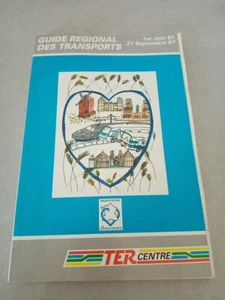 GUIDE REGIONAL
DES TRANSPORTS
1er Juin 97
27 Septembre 97
TER CENTRE